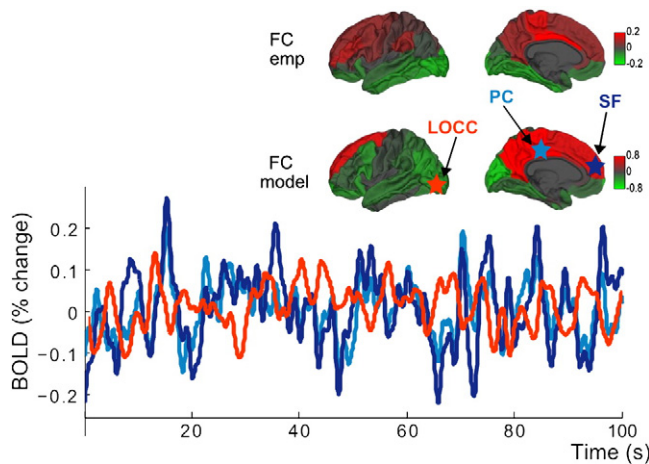 FC
emp
0.2
0
-0.2
PC
SF
LOCC
FC
model
0.8
0
-0.8
BOLD (% change)
0.2
0.1
0
−0.1
−0.2
20
40
60
80
100
Time (s)